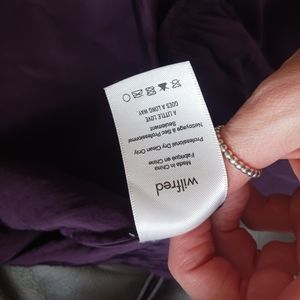 wilfred
Made in China
Fabriqué en Chine
Professional Dry Clean Only
Nettoyage à Sec Professionnel
Seulement
A LITTLE LOVE
GOES A LONG WAY